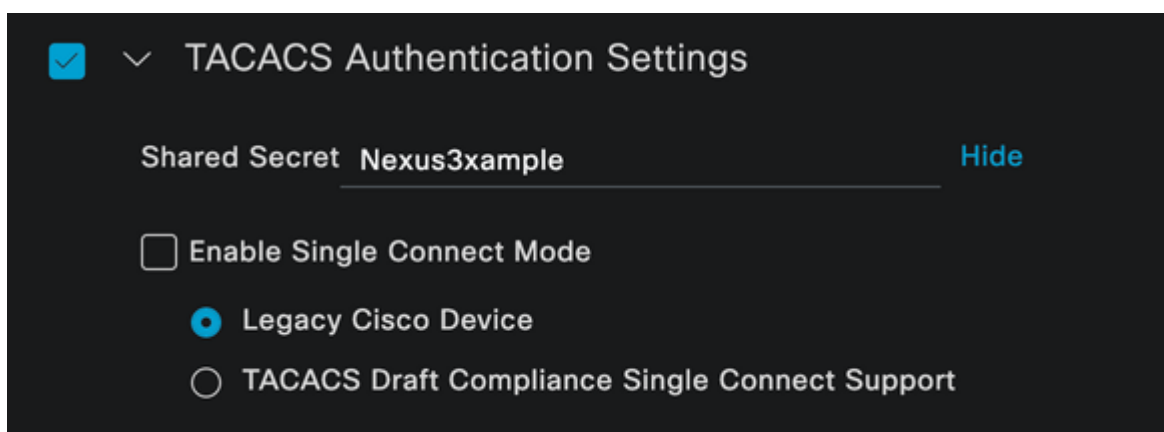 TACACS Authentication Settings
Shared Secret Nexus3xample Hide
Enable Single Connect Mode
Legacy Cisco Device
TACACS Draft Compliance Single Connect Support